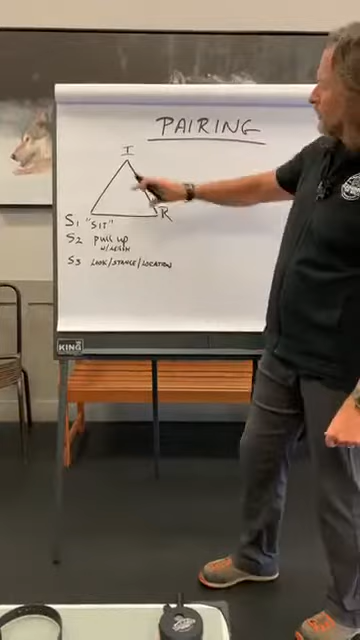 PAIRING
I
R
S1 "SIT"
S2 pull up
w/ LEASH
S3 LOOK/STANCE/LOCATION
KING